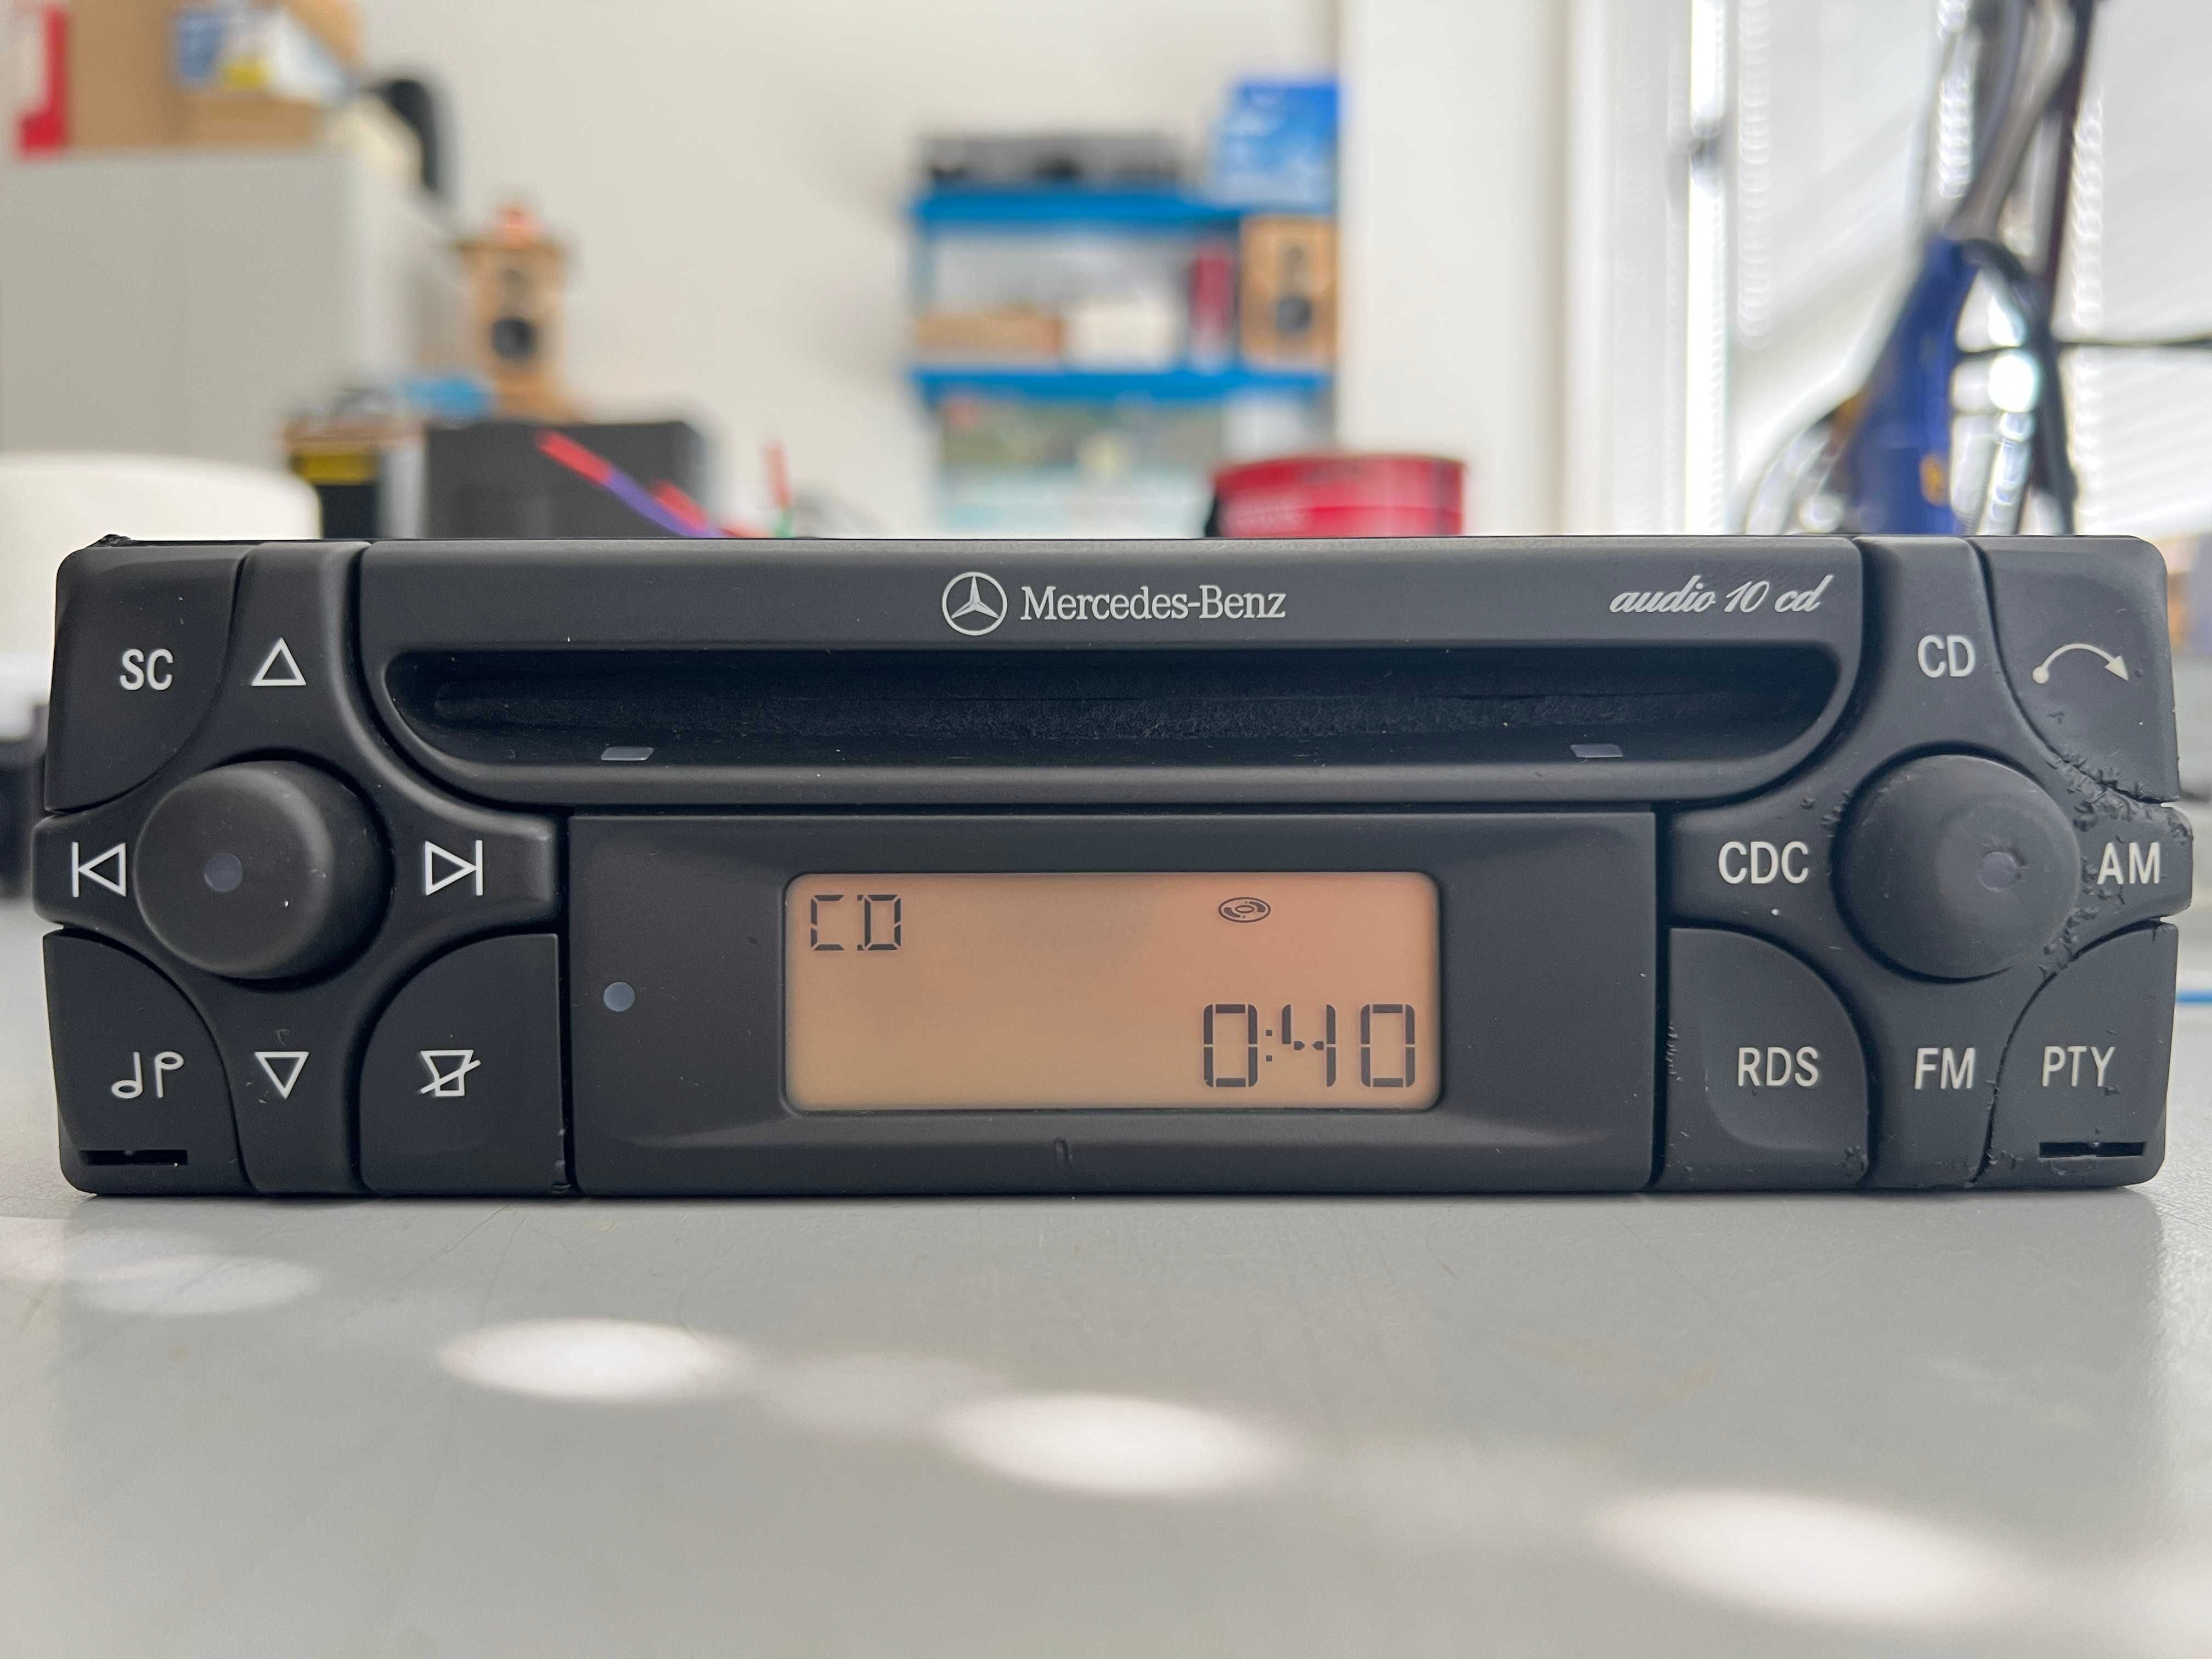 Mercedes-Benz
audio 10 cd
SC
CD
CDC
AM
CD
0:40
RDS
FM
PTY